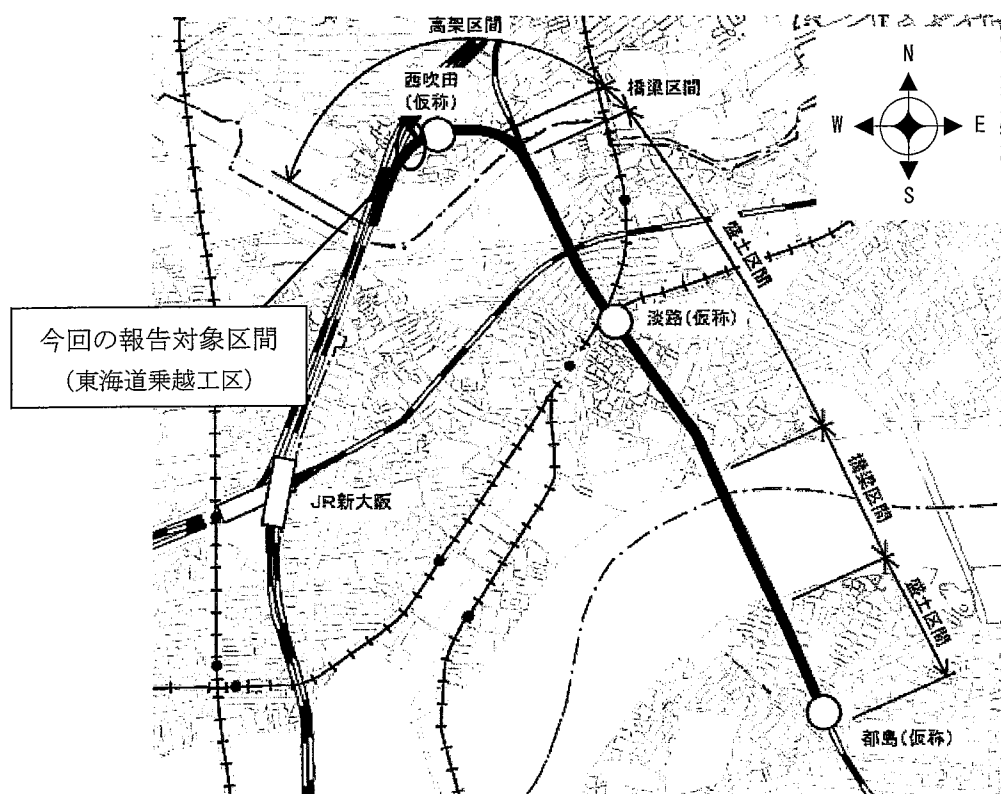 高架区間
西吹田
(仮称)
橋梁区間
N
W
E
S
盛土区間
今回の報告対象区間
(東海道乗越工区)
淡路(仮称)
橋梁区間
JR新大阪
盛土区間
都島(仮称)